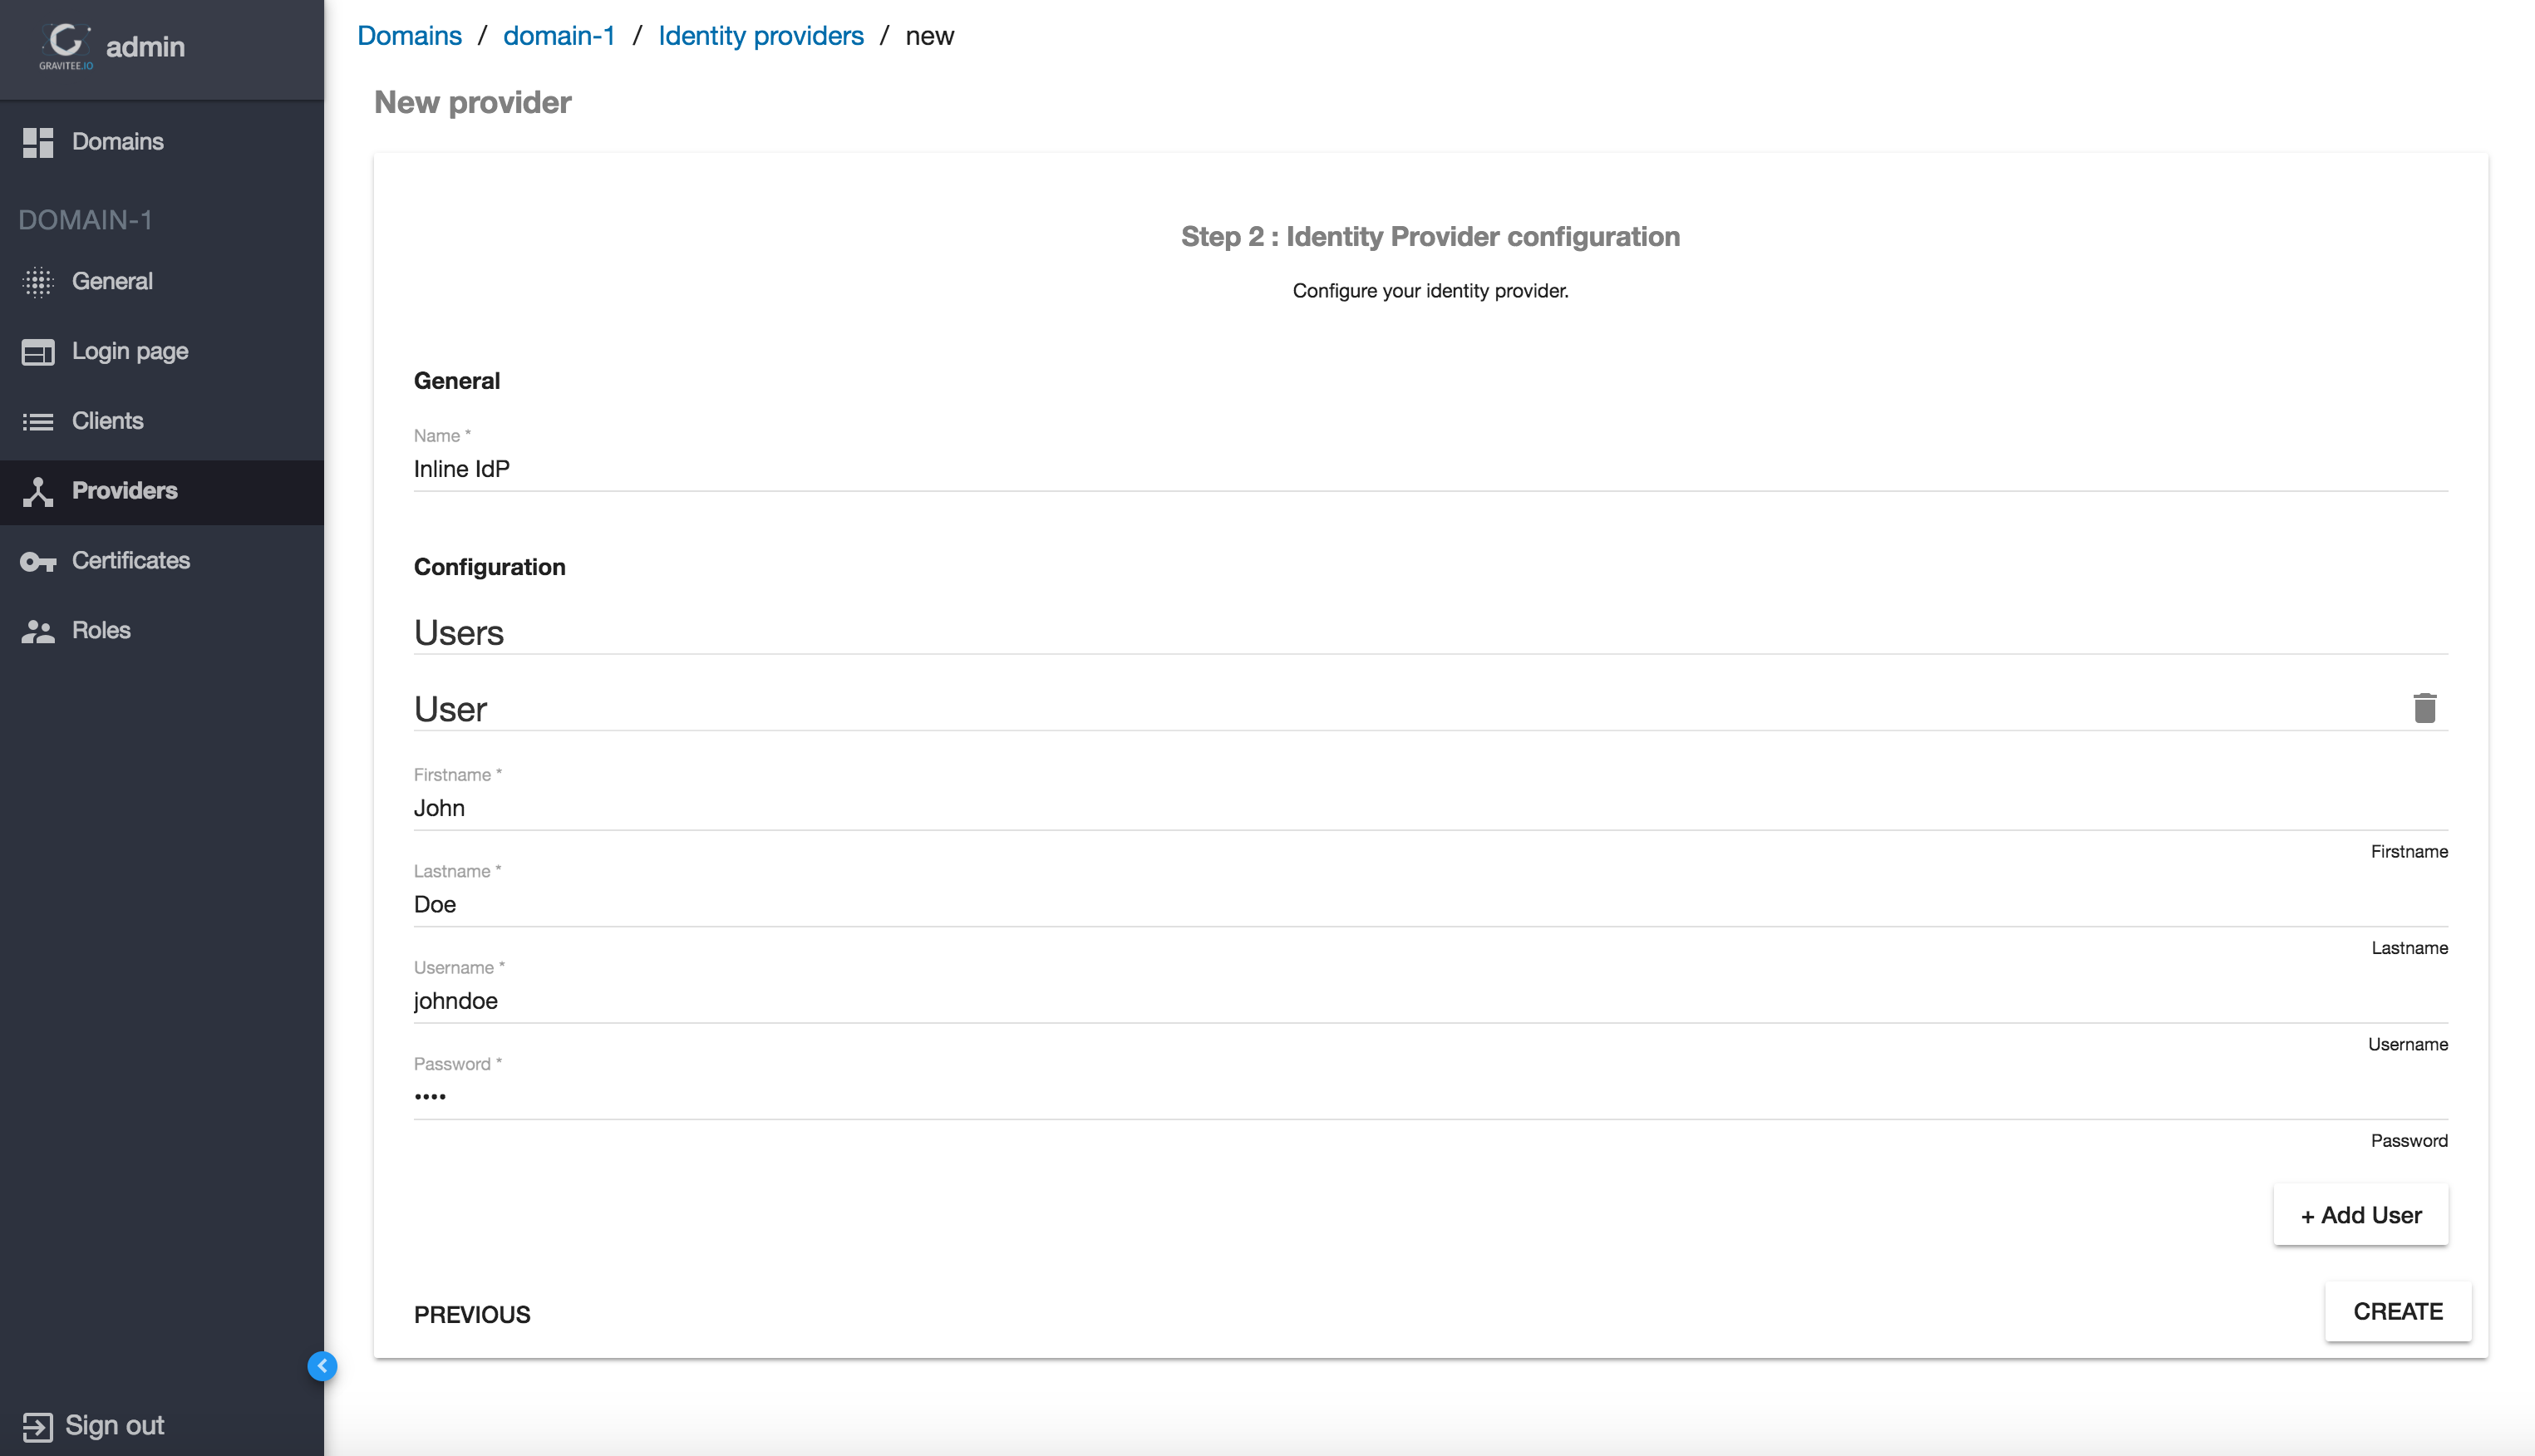 GRAVITEE.IO
admin
Domains
DOMAIN-1
General
Login page
Clients
Providers
Certificates
Roles
Sign out
Domains / domain-1 / Identity providers / new
New provider
Step 2 : Identity Provider configuration
Configure your identity provider.
General
Name *
Inline IdP
Configuration
Users
User
Firstname *
John
Firstname
Lastname *
Doe
Lastname
Username *
johndoe
Username
Password *
••••
Password
+ Add User
PREVIOUS
CREATE